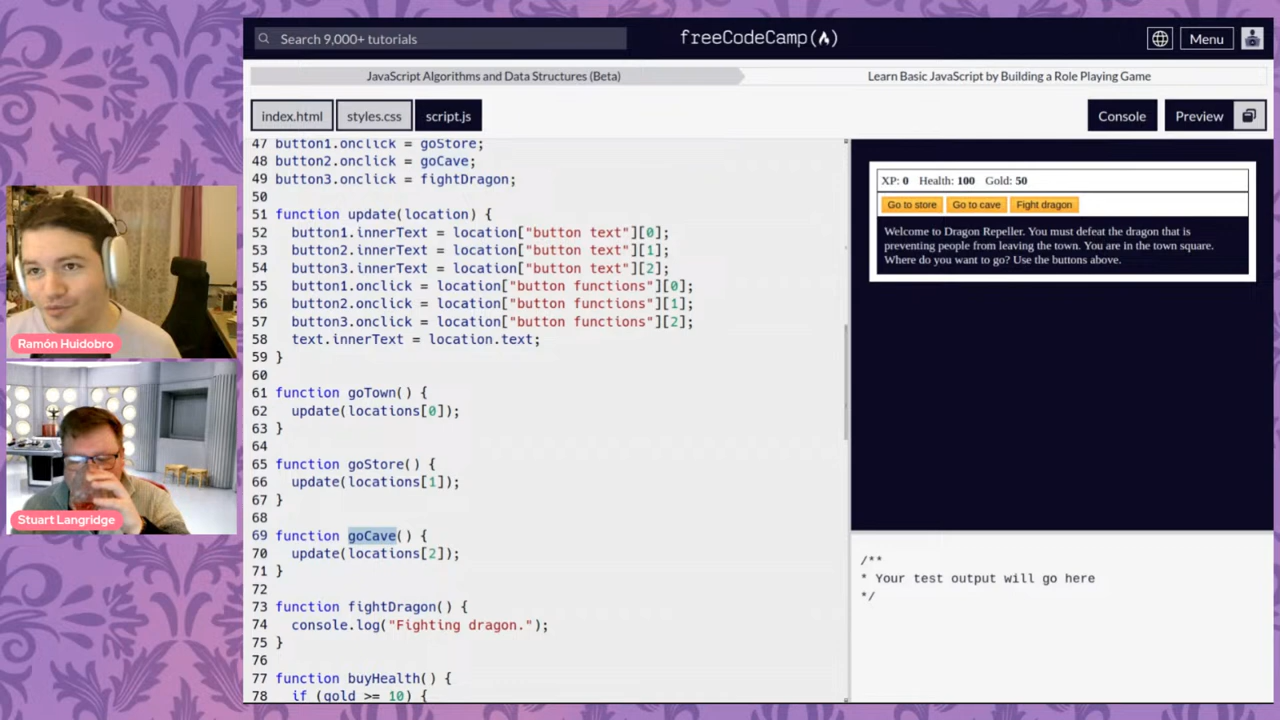 Search 9,000+ tutorials
freeCodeCamp
Menu
JavaScript Algorithms and Data Structures (Beta)
Learn Basic JavaScript by Building a Role Playing Game
index.html
styles.css
script.js
Console
Preview
47 button1.onclick = goStore;
48 button2.onclick = goCave;
49 button3.onclick = fightDragon;
50
51 function update(location) {
52   button1.innerText = location["button text"][0];
53   button2.innerText = location["button text"][1];
54   button3.innerText = location["button text"][2];
55   button1.onclick = location["button functions"][0];
56   button2.onclick = location["button functions"][1];
57   button3.onclick = location["button functions"][2];
58   text.innerText = location.text;
59 }
60
61 function goTown() {
62   update(locations[0]);
63 }
64
65 function goStore() {
66   update(locations[1]);
67 }
68
69 function goCave() {
70   update(locations[2]);
71 }
72
73 function fightDragon() {
74   console.log("Fighting dragon.");
75 }
76
77 function buyHealth() {
78   if (gold >= 10) {
XP: 0 Health: 100 Gold: 50
Go to store
Go to cave
Fight dragon
Welcome to Dragon Repeller. You must defeat the dragon that is
preventing people from leaving the town. You are in the town square.
Where do you want to go? Use the buttons above.
/**
* Your test output will go here
*/
Ramón Huidobro
Stuart Langridge